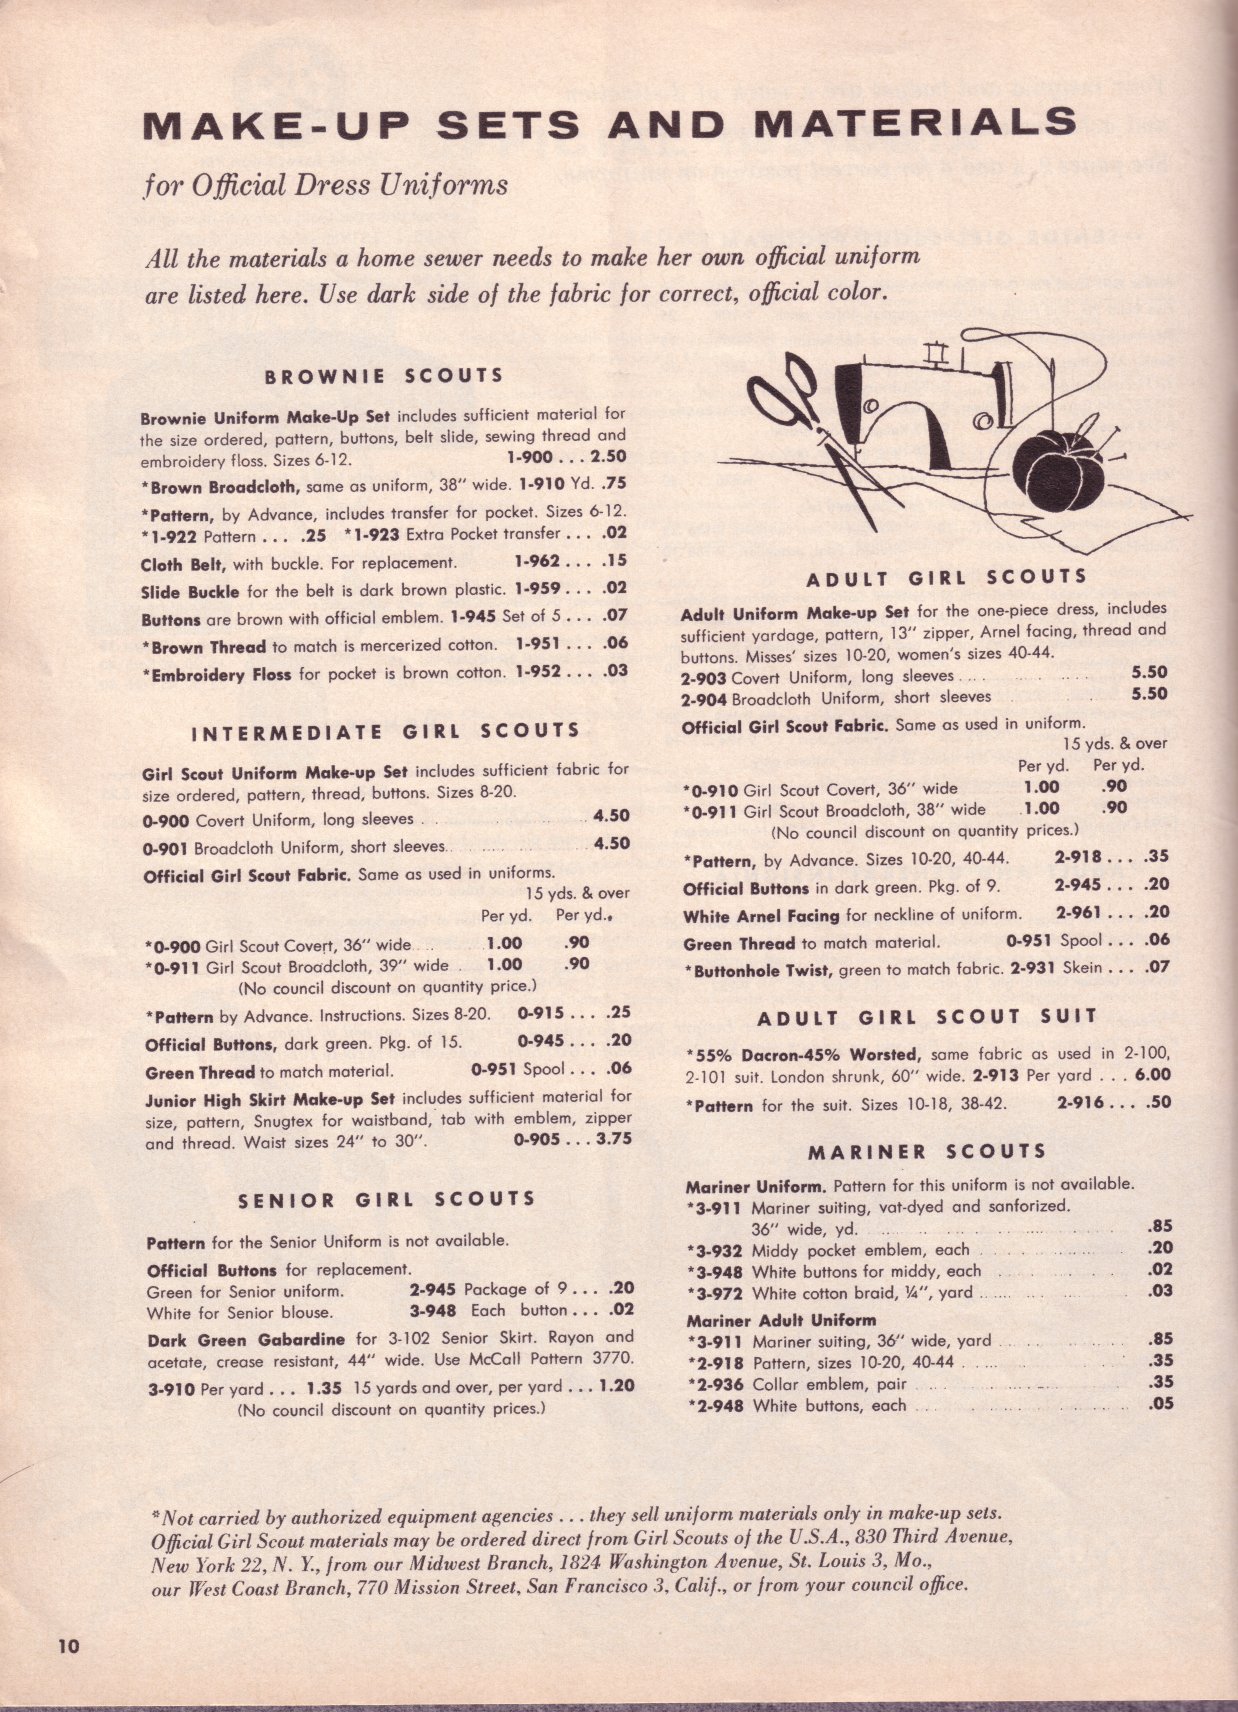 MAKE-UP SETS AND MATERIALS
for Official Dress Uniforms
All the materials a home sewer needs to make her own official uniform
are listed here. Use dark side of the fabric for correct, official color.
BROWNIE SCOUTS
Brownie Uniform Make-Up Set includes sufficient material for
the size ordered, pattern, buttons, belt slide, sewing thread and
embroidery floss. Sizes 6-12. 1-900 . . . 2.50
*Brown Broadcloth, same as uniform, 38" wide. 1-910 Yd. .75
*Pattern, by Advance, includes transfer for pocket. Sizes 6-12.
*1-922 Pattern . . . .25 *1-923 Extra Pocket transfer . . . .02
Cloth Belt, with buckle. For replacement. 1-962 . . . .15
Slide Buckle for the belt is dark brown plastic. 1-959 . . . .02
Buttons are brown with official emblem. 1-945 Set of 5 . . . .07
*Brown Thread to match is mercerized cotton. 1-951 . . . .06
*Embroidery Floss for pocket is brown cotton. 1-952 . . . .03
INTERMEDIATE GIRL SCOUTS
Girl Scout Uniform Make-up Set includes sufficient fabric for
size ordered, pattern, thread, buttons. Sizes 8-20.
0-900 Covert Uniform, long sleeves . . . 4.50
0-901 Broadcloth Uniform, short sleeves . . . 4.50
Official Girl Scout Fabric. Same as used in uniforms.
15 yds. & over
Per yd. Per yd..
*0-900 Girl Scout Covert, 36" wide . . . 1.00 .90
*0-911 Girl Scout Broadcloth, 39" wide . 1.00 .90
(No council discount on quantity price.)
*Pattern by Advance. Instructions. Sizes 8-20. 0-915 . . . .25
Official Buttons, dark green. Pkg. of 15. 0-945 . . . .20
Green Thread to match material. 0-951 Spool . . . .06
Junior High Skirt Make-up Set includes sufficient material for
size, pattern, Snugtex for waistband, tab with emblem, zipper
and thread. Waist sizes 24" to 30". 0-905 . . . 3.75
SENIOR GIRL SCOUTS
Pattern for the Senior Uniform is not available.
Official Buttons for replacement.
Green for Senior uniform. 2-945 Package of 9 . . . .20
White for Senior blouse. 3-948 Each button . . . .02
Dark Green Gabardine for 3-102 Senior Skirt. Rayon and
acetate, crease resistant, 44" wide. Use McCall Pattern 3770.
3-910 Per yard . . . 1.35 15 yards and over, per yard . . . 1.20
(No council discount on quantity prices.)
ADULT GIRL SCOUTS
Adult Uniform Make-up Set for the one-piece dress, includes
sufficient yardage, pattern, 13" zipper, Arnel facing, thread and
buttons. Misses' sizes 10-20, women's sizes 40-44.
2-903 Covert Uniform, long sleeves . . . 5.50
2-904 Broadcloth Uniform, short sleeves 5.50
Official Girl Scout Fabric. Same as used in uniform.
15 yds. & over
Per yd. Per yd.
*0-910 Girl Scout Covert, 36" wide 1.00 .90
*0-911 Girl Scout Broadcloth, 38" wide 1.00 .90
(No council discount on quantity prices.)
*Pattern, by Advance. Sizes 10-20, 40-44. 2-918 . . . .35
Official Buttons in dark green. Pkg. of 9. 2-945 . . . .20
White Arnel Facing for neckline of uniform. 2-961 . . . .20
Green Thread to match material. 0-951 Spool . . . .06
*Buttonhole Twist, green to match fabric. 2-931 Skein . . . .07
ADULT GIRL SCOUT SUIT
*55% Dacron-45% Worsted, same fabric as used in 2-100,
2-101 suit. London shrunk, 60" wide. 2-913 Per yard . . . 6.00
*Pattern for the suit. Sizes 10-18, 38-42. 2-916 . . . .50
MARINER SCOUTS
Mariner Uniform. Pattern for this uniform is not available.
*3-911 Mariner suiting, vat-dyed and sanforized.
36" wide, yd. . . . .85
*3-932 Middy pocket emblem, each . . . .20
*3-948 White buttons for middy, each . . . .02
*3-972 White cotton braid, ¼", yard . . . .03
Mariner Adult Uniform
*3-911 Mariner suiting, 36" wide, yard . . . .85
*2-918 Pattern, sizes 10-20, 40-44 . . . .35
*2-936 Collar emblem, pair . . . .35
*2-948 White buttons, each . . . .05
*Not carried by authorized equipment agencies . . . they sell uniform materials only in make-up sets.
Official Girl Scout materials may be ordered direct from Girl Scouts of the U.S.A., 830 Third Avenue,
New York 22, N. Y., from our Midwest Branch, 1824 Washington Avenue, St. Louis 3, Mo.,
our West Coast Branch, 770 Mission Street, San Francisco 3, Calif., or from your council office.
10